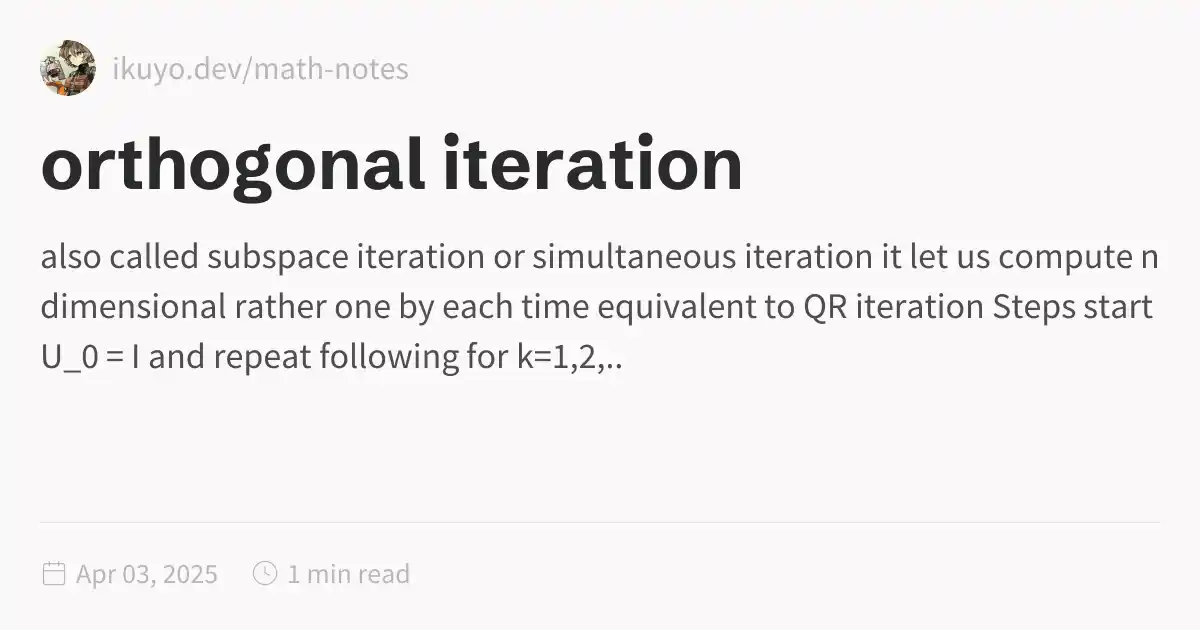 ikuyo.dev/math-notes
orthogonal iteration
also called subspace iteration or simultaneous iteration it let us compute n
dimensional rather one by each time equivalent to QR iteration Steps start
U_0 = I and repeat following for k=1,2,..
Apr 03, 2025 1 min read